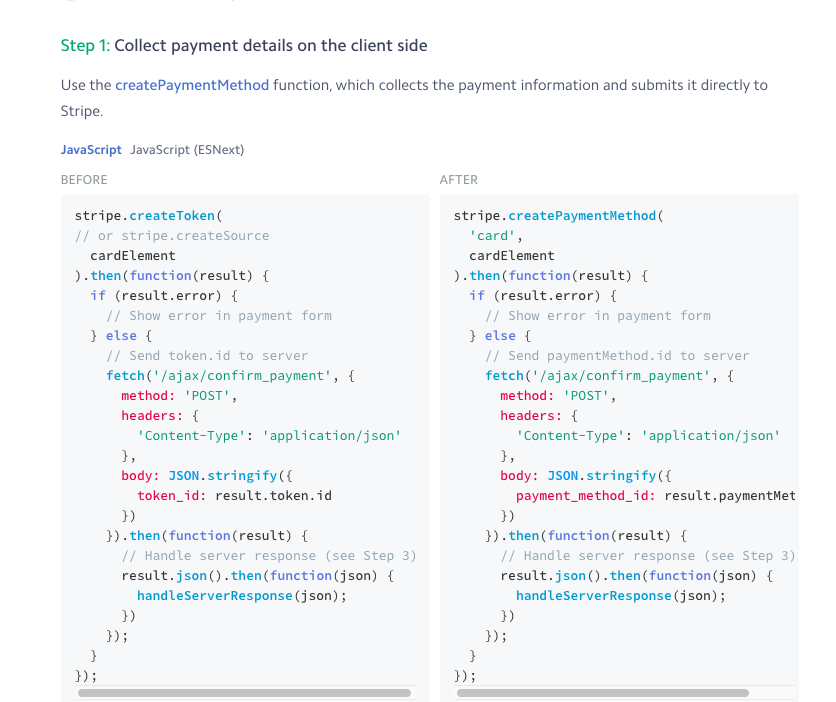 Step 1: Collect payment details on the client side
Use the createPaymentMethod function, which collects the payment information and submits it directly to
Stripe.
JavaScript JavaScript (ESNext)
BEFORE
stripe.createToken(
// or stripe.createSource
  cardElement
).then(function(result) {
  if (result.error) {
    // Show error in payment form
  } else {
    // Send token.id to server
    fetch('/ajax/confirm_payment', {
      method: 'POST',
      headers: {
        'Content-Type': 'application/json'
      },
      body: JSON.stringify({
        token_id: result.token.id
      })
    }).then(function(result) {
      // Handle server response (see Step 3)
      result.json().then(function(json) {
        handleServerResponse(json);
      })
    });
  }
});
AFTER
stripe.createPaymentMethod(
  'card',
  cardElement
).then(function(result) {
  if (result.error) {
    // Show error in payment form
  } else {
    // Send paymentMethod.id to server
    fetch('/ajax/confirm_payment', {
      method: 'POST',
      headers: {
        'Content-Type': 'application/json'
      },
      body: JSON.stringify({
        payment_method_id: result.paymentMet
      })
    }).then(function(result) {
      // Handle server response (see Step 3)
      result.json().then(function(json) {
        handleServerResponse(json);
      })
    });
  }
});